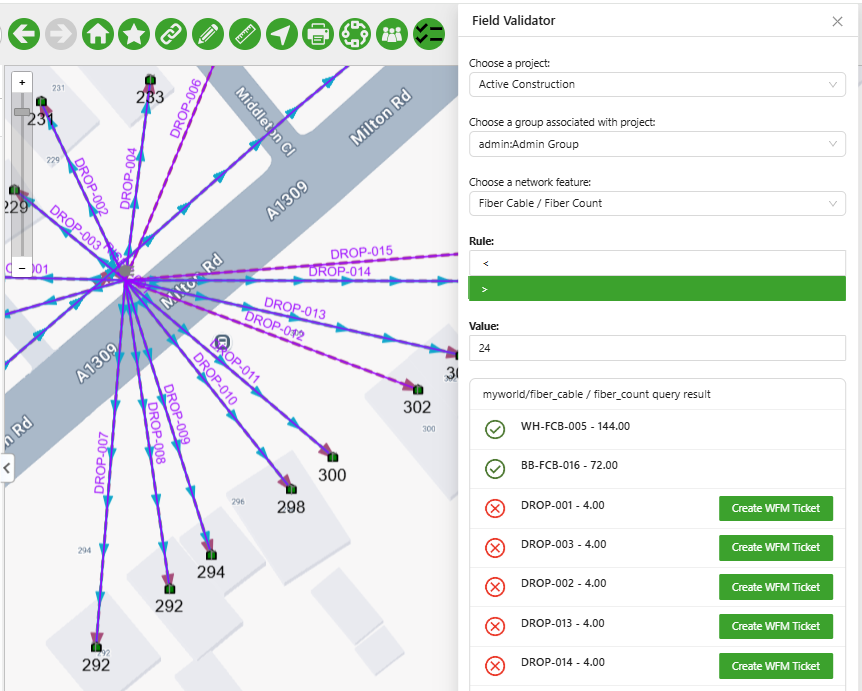 Field Validator
Choose a project:
Active Construction
Choose a group associated with project:
admin:Admin Group
Choose a network feature:
Fiber Cable / Fiber Count
Rule:
<
>
Value:
24
myworld/fiber_cable / fiber_count query result
WH-FCB-005 - 144.00
BB-FCB-016 - 72.00
DROP-001 - 4.00
Create WFM Ticket
DROP-003 - 4.00
Create WFM Ticket
DROP-002 - 4.00
Create WFM Ticket
DROP-013 - 4.00
Create WFM Ticket
DROP-014 - 4.00
Create WFM Ticket
+
−
231
231
233
229
229
DROP-006
DROP-004
DROP-002
DROP-003
Middleton Cl
Milton Rd
A1309
Milton Rd
DROP-015
DROP-014
DROP-013
DROP-012
DROP-011
DROP-010
DROP-009
DROP-008
DROP-007
A1309
302
300
300
298
296
294
294
292
292
292